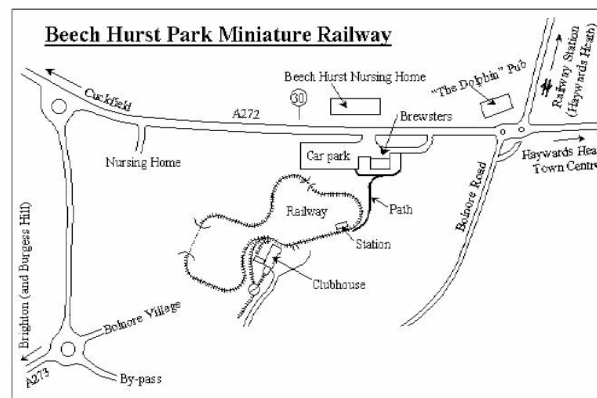 Beech Hurst Park Miniature Railway
Railway Station
(Haywards Heath)
"The Dolphin" Pub
Beech Hurst Nursing Home
Cuckfield
30
A272
Brewsters
Nursing Home
Car park
Haywards Heath
Town Centre
Bolnore Road
Railway
Path
Station
Clubhouse
Brighton (and Burgess Hill)
Bolnore Village
A273
By-pass